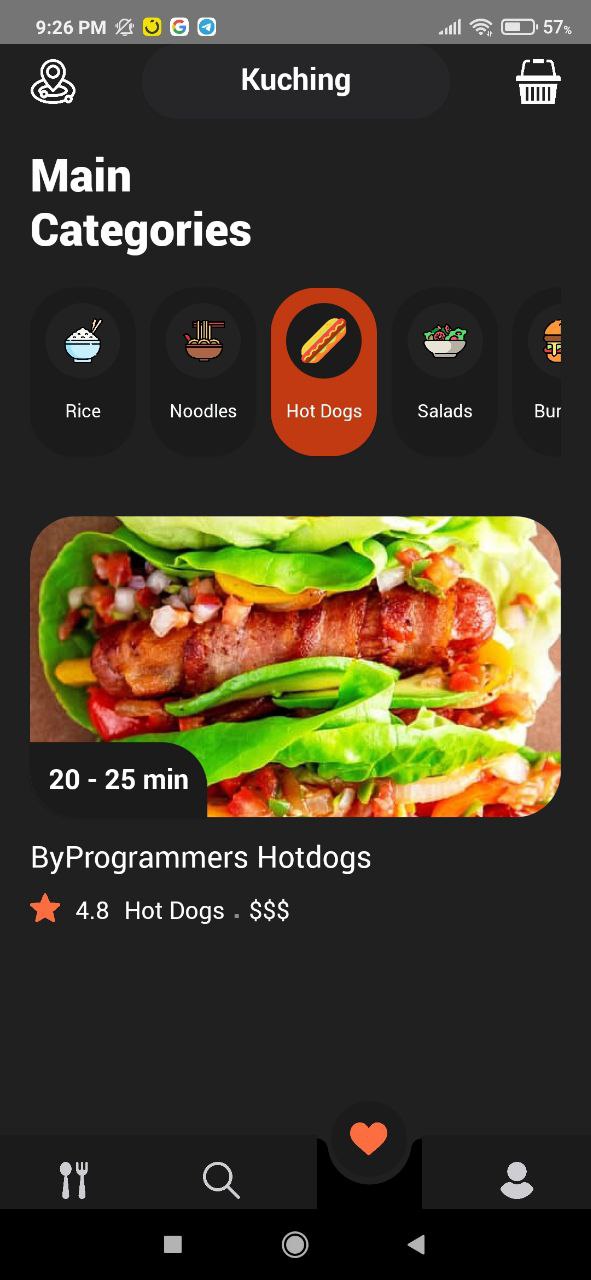 9:26 PM
57%
Kuching
Main
Categories
Rice
Noodles
Hot Dogs
Salads
Bur
20 - 25 min
ByProgrammers Hotdogs
4.8 Hot Dogs . $$$